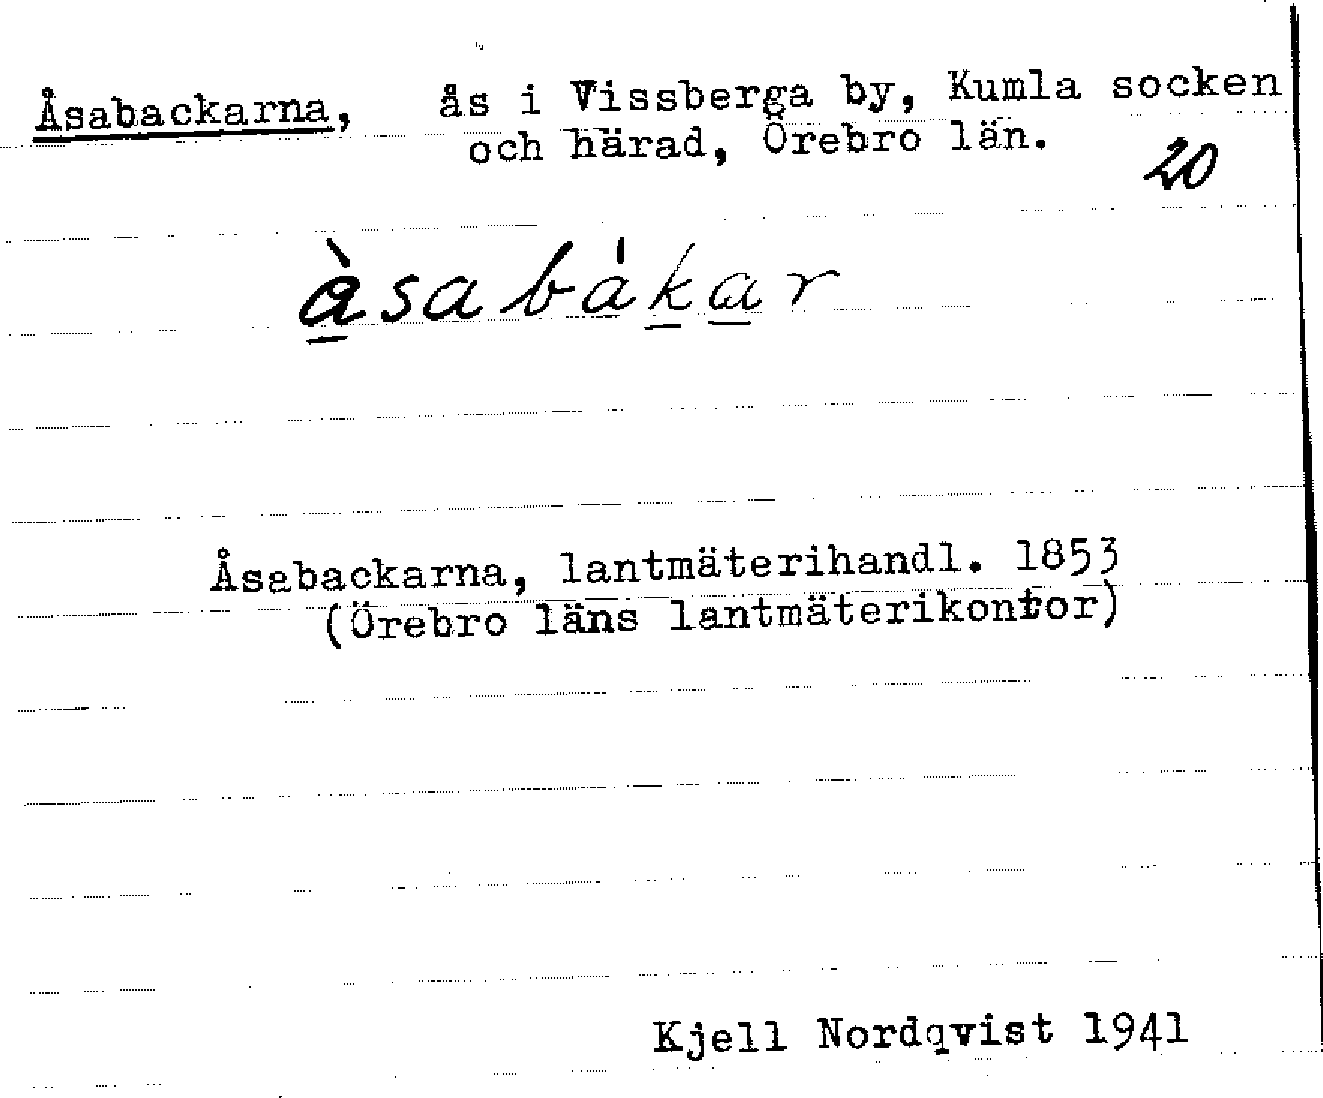 Åsabackarna, ås i Vissberga by, Kumla socken
och härad, Örebro län.
20
àsabákar
Åsabackarna, lantmäterihandl. 1853
(Örebro läns lantmäterikontor)
Kjell Nordqvist 1941